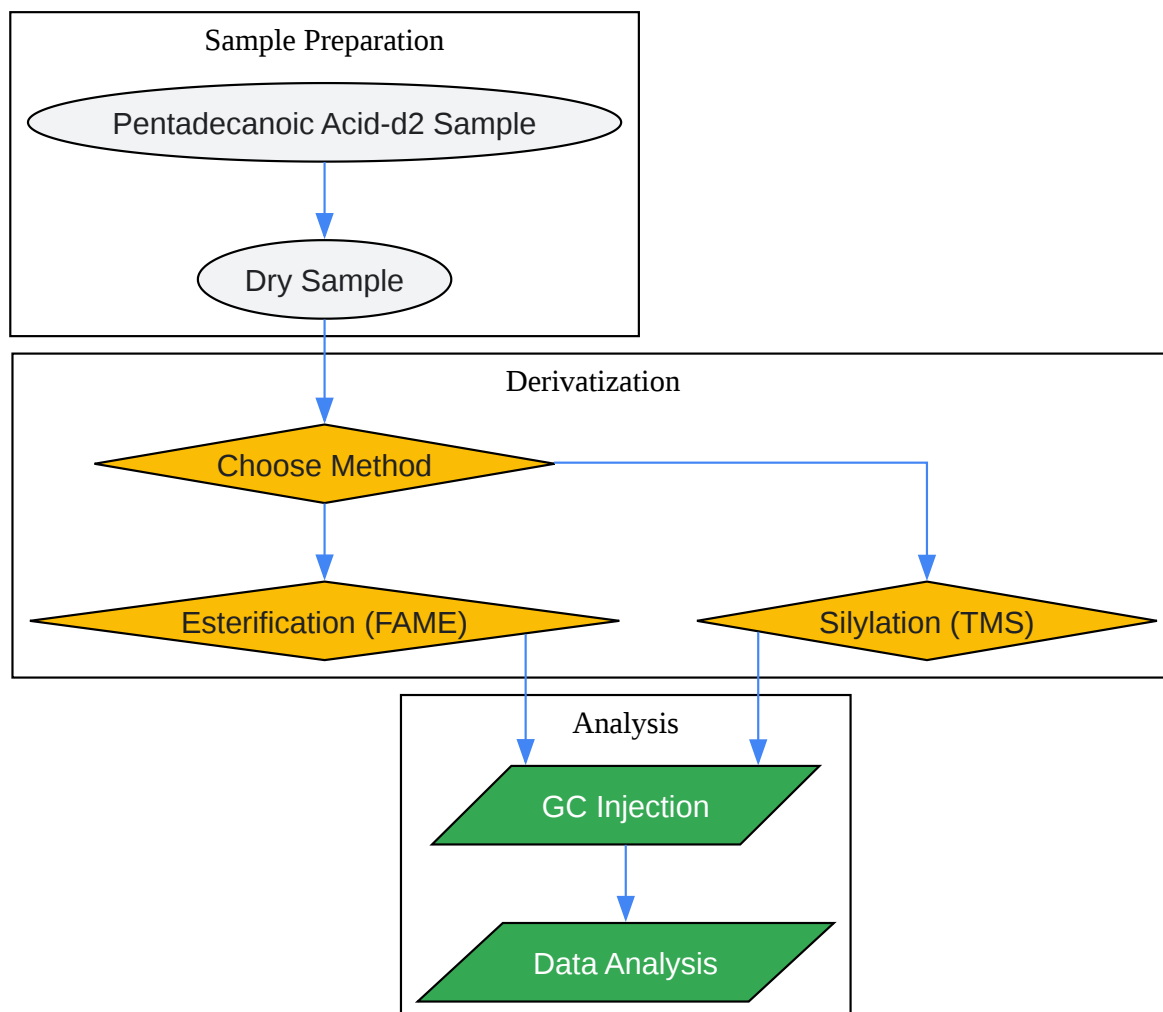 Sample Preparation
Pentadecanoic Acid-d2 Sample
Dry Sample
Derivatization
Choose Method
Esterification (FAME)
Silylation (TMS)
Analysis
GC Injection
Data Analysis